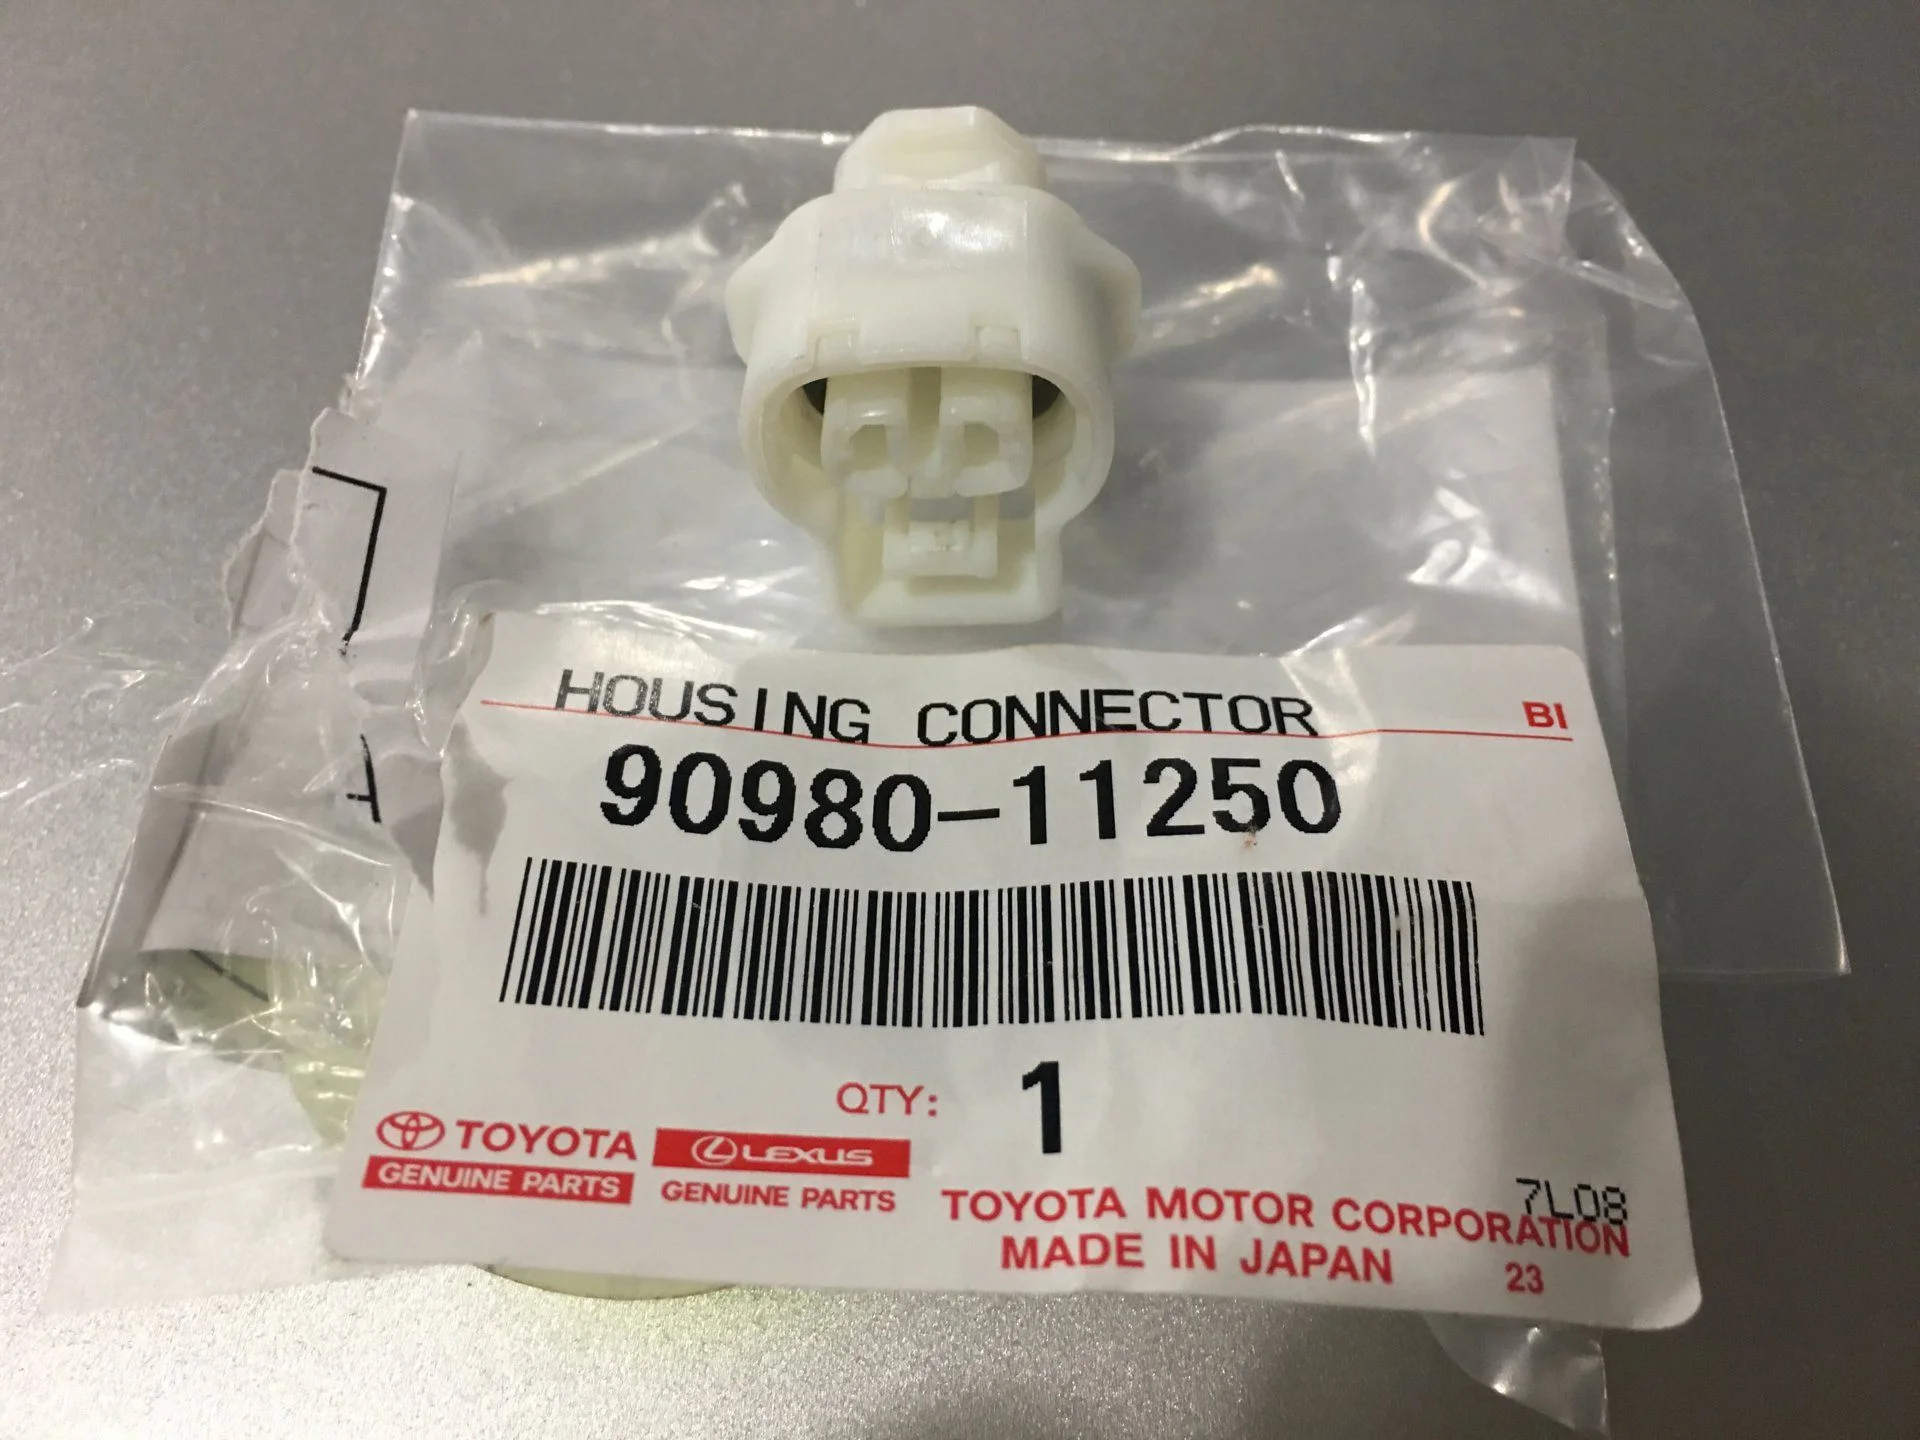 HOUSING CONNECTOR
BI
90980-11250
QTY: 1
TOYOTA
GENUINE PARTS
LEXUS
GENUINE PARTS
7L08
TOYOTA MOTOR CORPORATION
MADE IN JAPAN
23